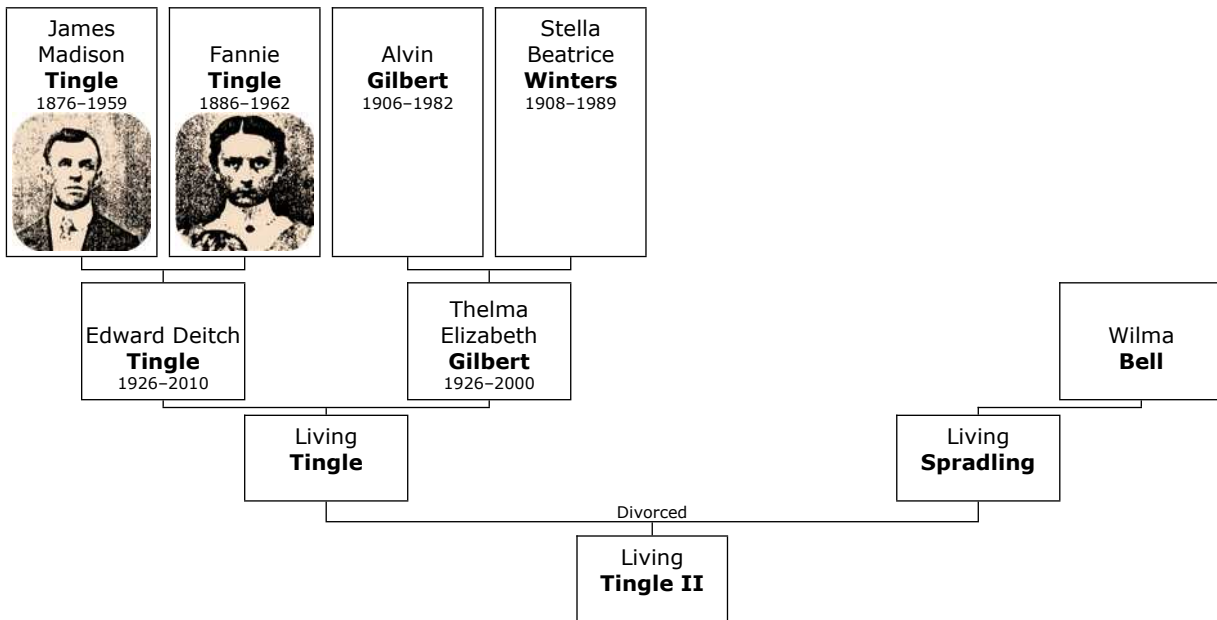 James
Madison
Tingle
1876–1959
Fannie
Tingle
1886–1962
Alvin
Gilbert
1906–1982
Stella
Beatrice
Winters
1908–1989
Edward Deitch
Tingle
1926–2010
Thelma
Elizabeth
Gilbert
1926–2000
Wilma
Bell
Living
Tingle
Living
Spradling
Divorced
Living
Tingle II